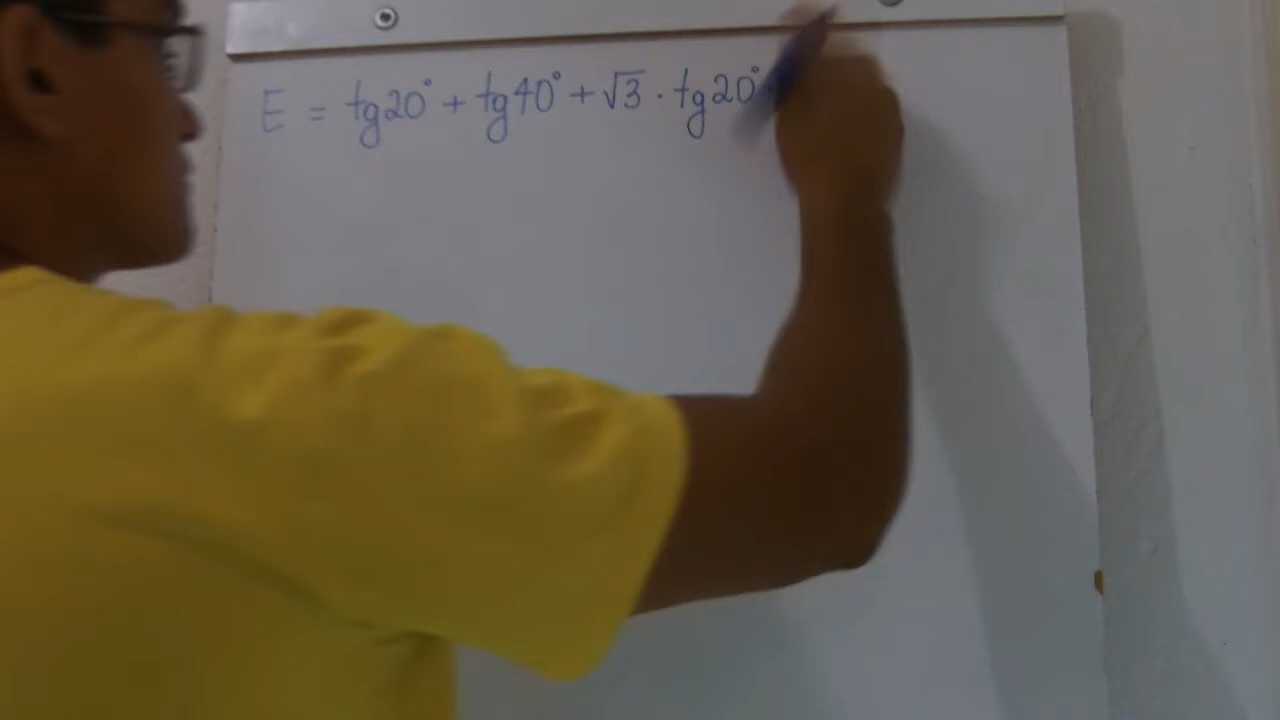 E = tg20° + tg40° + √3 · tg20°